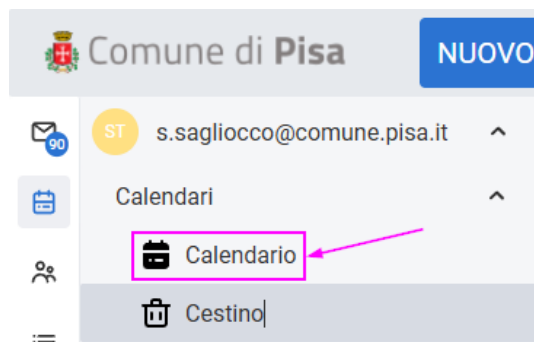 Comune di Pisa
NUOVO
90
ST
s.sagliocco@comune.pisa.it
Calendari
Calendario
Cestino